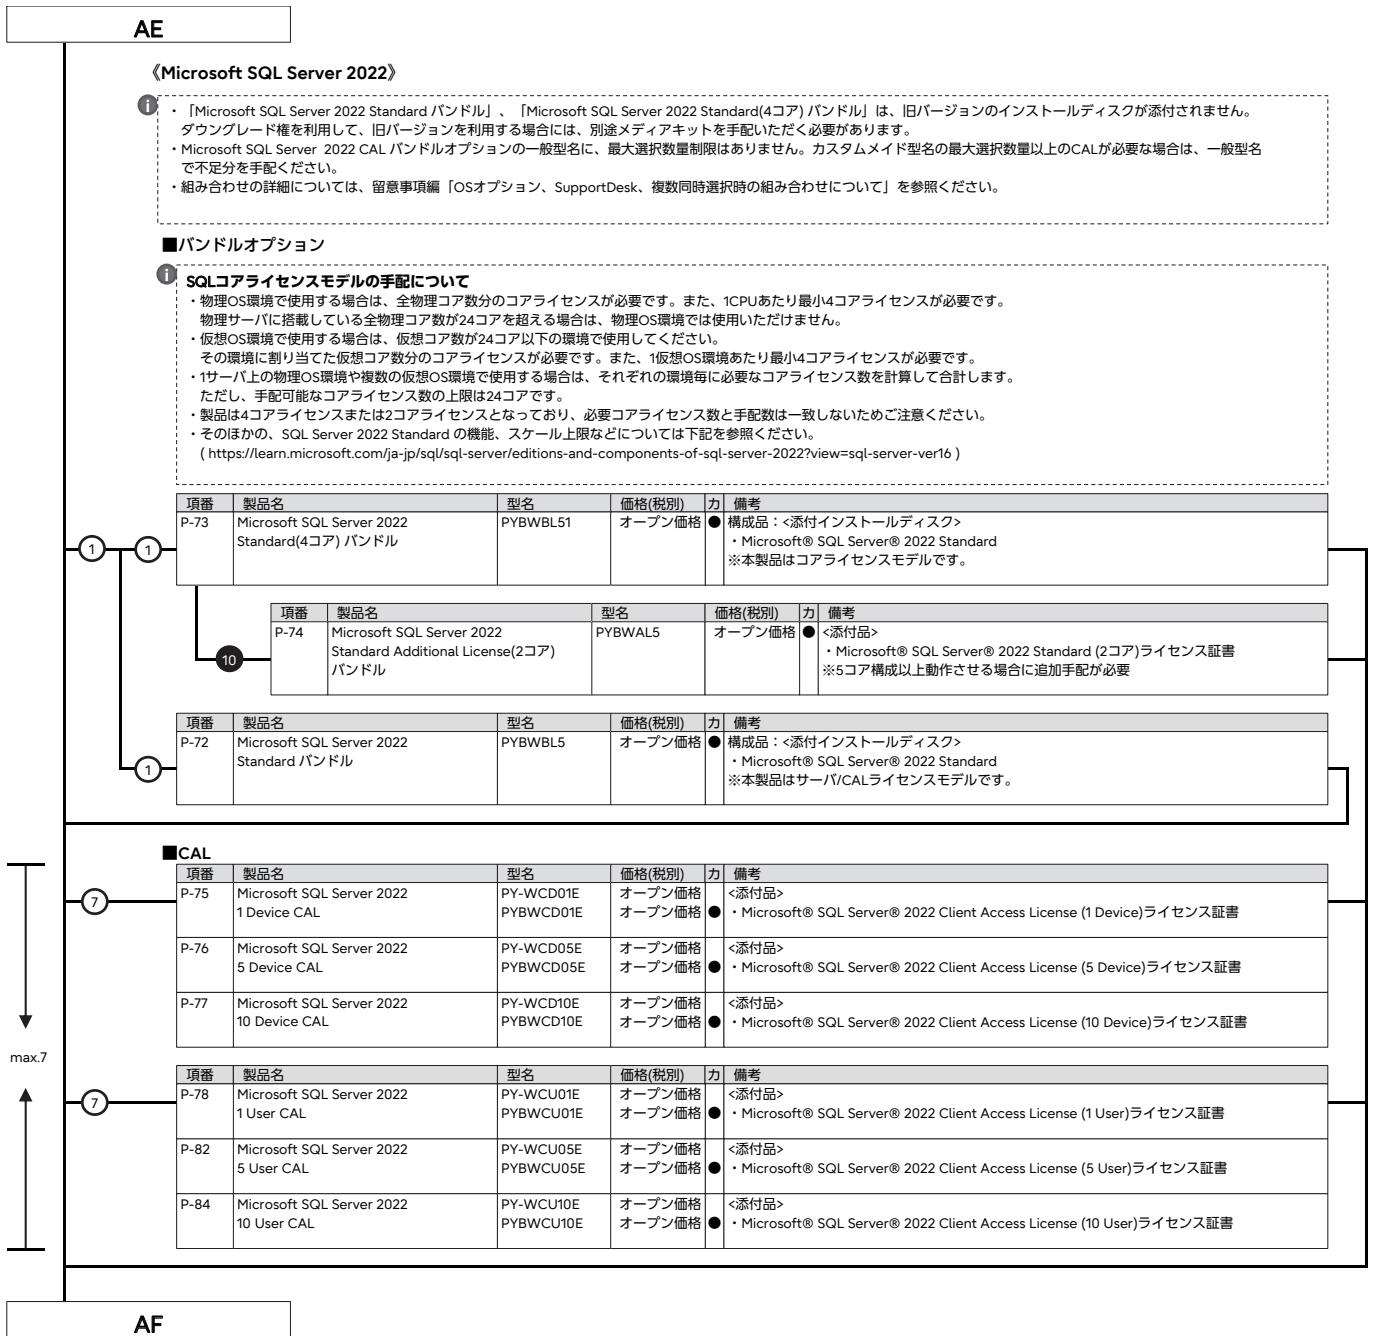 AE
《Microsoft SQL Server 2022》
i
・「Microsoft SQL Server 2022 Standard バンドル」、「Microsoft SQL Server 2022 Standard(4コア) バンドル」は、旧バージョンのインストールディスクが添付されません。
ダウングレード権を利用して、旧バージョンを利用する場合には、別途メディアキットを手配いただく必要があります。
・Microsoft SQL Server 2022 CAL バンドルオプションの一般型名に、最大選択数量制限はありません。カスタムメイド型名の最大選択数量以上のCALが必要な場合は、一般型名
で不足分を手配ください。
・組み合わせの詳細については、留意事項編「OSオプション、SupportDesk、複数同時選択時の組み合わせについて」を参照ください。
■バンドルオプション
i
SQLコアライセンスモデルの手配について
・物理OS環境で使用する場合は、全物理コア数分のコアライセンスが必要です。また、1CPUあたり最小4コアライセンスが必要です。
物理サーバに搭載している全物理コア数が24コアを超える場合は、物理OS環境では使用いただけません。
・仮想OS環境で使用する場合は、仮想コア数が24コア以下の環境で使用してください。
その環境に割り当てた仮想コア数分のコアライセンスが必要です。また、1仮想OS環境あたり最小4コアライセンスが必要です。
・1サーバ上の物理OS環境や複数の仮想OS環境で使用する場合は、それぞれの環境毎に必要なコアライセンス数を計算して合計します。
ただし、手配可能なコアライセンス数の上限は24コアです。
・製品は4コアライセンスまたは2コアライセンスとなっており、必要コアライセンス数と手配数は一致しないためご注意ください。
・そのほかの、SQL Server 2022 Standard の機能、スケール上限などについては下記を参照ください。
( https://learn.microsoft.com/ja-jp/sql/sql-server/editions-and-components-of-sql-server-2022?view=sql-server-ver16 )
項番 製品名 型名 価格(税別) カ 備考
P-73 Microsoft SQL Server 2022 PYBWBL51 オープン価格 ● 構成品：<添付インストールディスク>
Standard(4コア) バンドル ・Microsoft® SQL Server® 2022 Standard
1 1 ※本製品はコアライセンスモデルです。
項番 製品名 型名 価格(税別) カ 備考
P-74 Microsoft SQL Server 2022 PYBWAL5 オープン価格 ● <添付品>
Standard Additional License(2コア) ・Microsoft® SQL Server® 2022 Standard (2コア)ライセンス証書
10 バンドル ※5コア構成以上動作させる場合に追加手配が必要
項番 製品名 型名 価格(税別) カ 備考
P-72 Microsoft SQL Server 2022 PYBWBL5 オープン価格 ● 構成品：<添付インストールディスク>
Standard バンドル ・Microsoft® SQL Server® 2022 Standard
1 ※本製品はサーバ/CALライセンスモデルです。
■CAL
項番 製品名 型名 価格(税別) カ 備考
P-75 Microsoft SQL Server 2022 PY-WCD01E オープン価格 <添付品>
7 1 Device CAL PYBWCD01E オープン価格 ● ・Microsoft® SQL Server® 2022 Client Access License (1 Device)ライセンス証書
P-76 Microsoft SQL Server 2022 PY-WCD05E オープン価格 <添付品>
5 Device CAL PYBWCD05E オープン価格 ● ・Microsoft® SQL Server® 2022 Client Access License (5 Device)ライセンス証書
P-77 Microsoft SQL Server 2022 PY-WCD10E オープン価格 <添付品>
10 Device CAL PYBWCD10E オープン価格 ● ・Microsoft® SQL Server® 2022 Client Access License (10 Device)ライセンス証書
max.7
項番 製品名 型名 価格(税別) カ 備考
P-78 Microsoft SQL Server 2022 PY-WCU01E オープン価格 <添付品>
7 1 User CAL PYBWCU01E オープン価格 ● ・Microsoft® SQL Server® 2022 Client Access License (1 User)ライセンス証書
P-82 Microsoft SQL Server 2022 PY-WCU05E オープン価格 <添付品>
5 User CAL PYBWCU05E オープン価格 ● ・Microsoft® SQL Server® 2022 Client Access License (5 User)ライセンス証書
P-84 Microsoft SQL Server 2022 PY-WCU10E オープン価格 <添付品>
10 User CAL PYBWCU10E オープン価格 ● ・Microsoft® SQL Server® 2022 Client Access License (10 User)ライセンス証書
AF